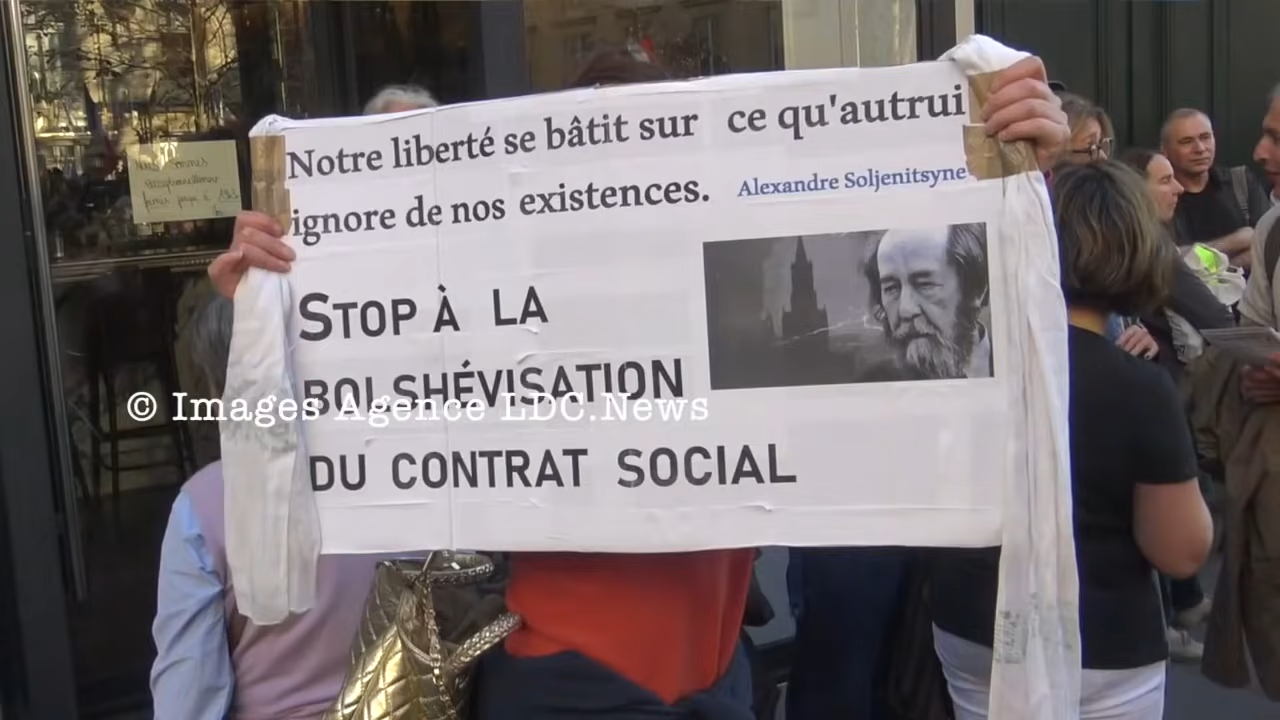 Notre liberté se bâtit sur ce qu'autrui
ignore de nos existences. Alexandre Soljenitsyne
STOP À LA
BOLSHÉVISATION
DU CONTRAT SOCIAL
© Images Agence LDC.News